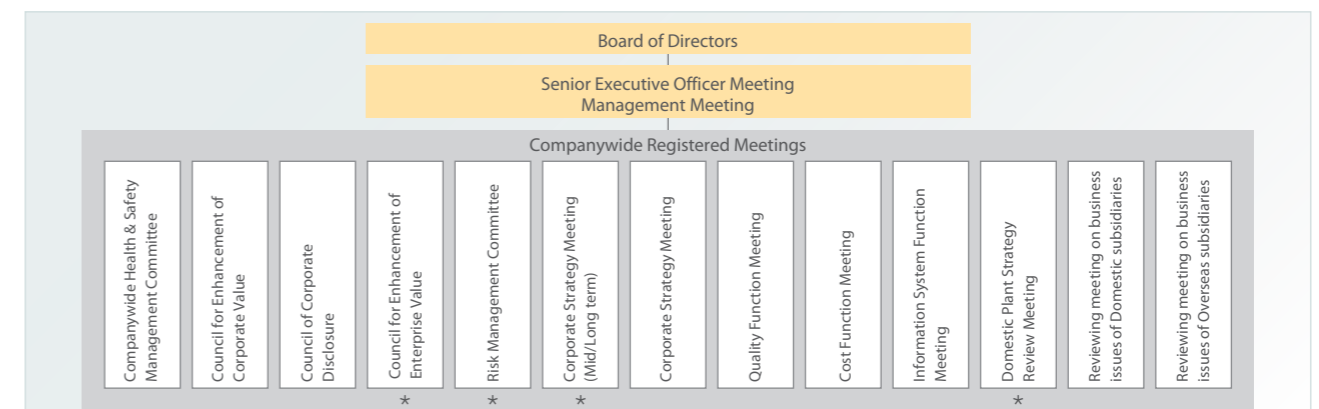 Board of Directors
Senior Executive Officer Meeting
Management Meeting
Companywide Registered Meetings
Companywide Health & Safety
Management Committee
Council for Enhancement of
Corporate Value
Council of Corporate
Disclosure
Council for Enhancement of
Enterprise Value
Risk Management Committee
Corporate Strategy Meeting
(Mid/Long term)
Corporate Strategy Meeting
Quality Function Meeting
Cost Function Meeting
Information System Function
Meeting
Domestic Plant Strategy
Review Meeting
Reviewing meeting on business
issues of Domestic subsidiaries
Reviewing meeting on business
issues of Overseas subsidiaries
* * * *